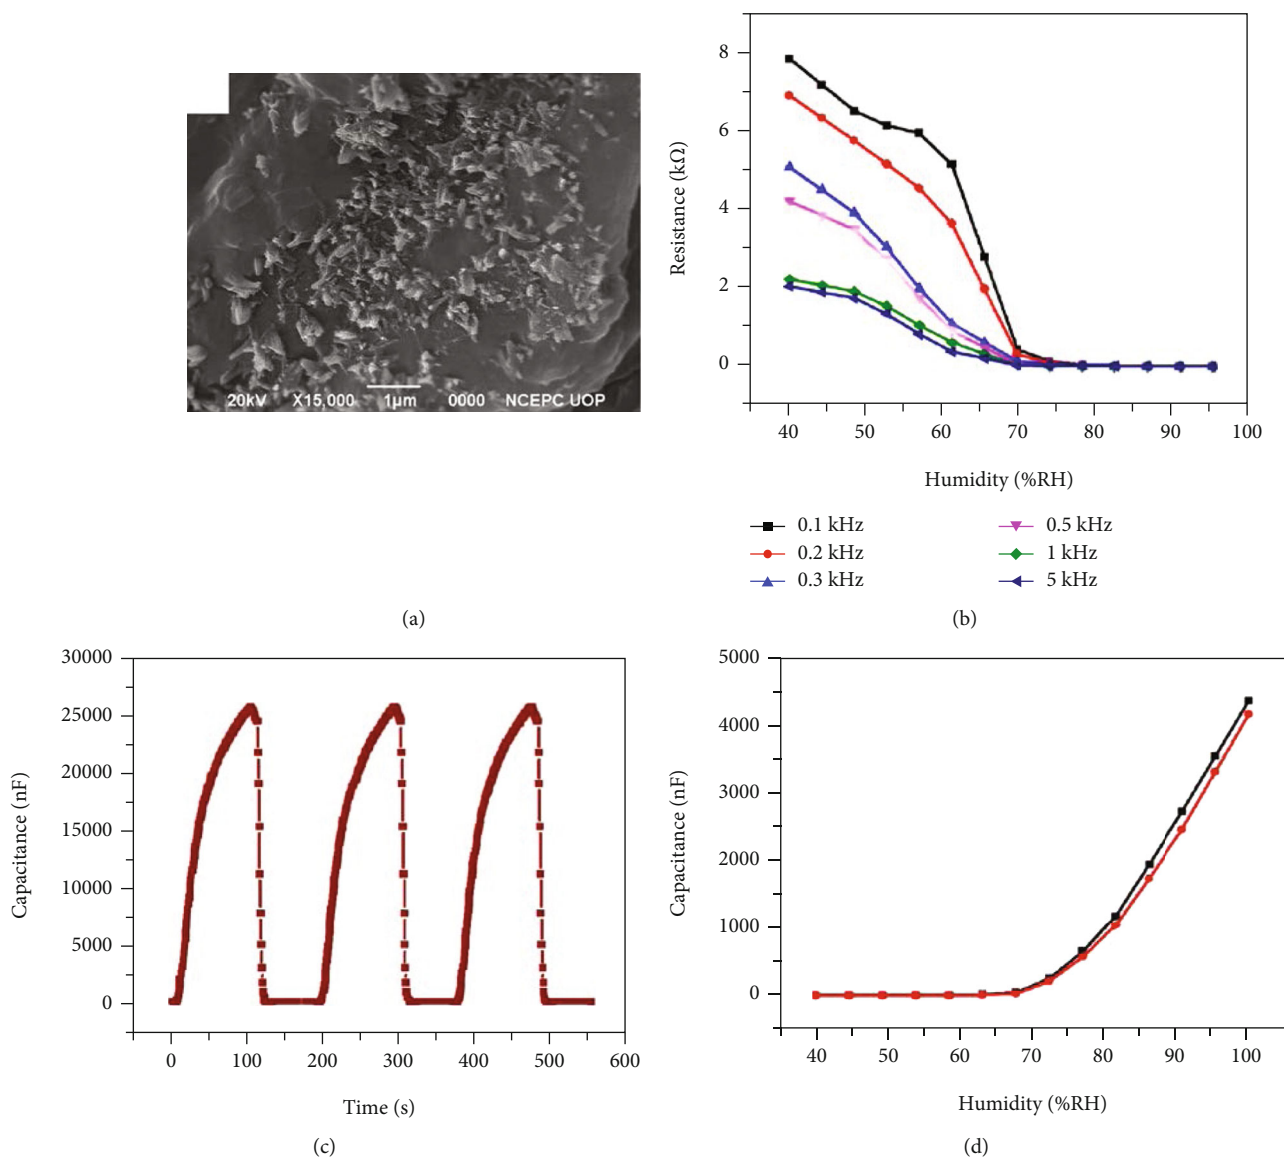 20kV X15,000 1μm 0000 NCEPC UOP
(a)
Resistance (kΩ)
8
6
4
2
0
40 50 60 70 80 90 100
Humidity (%RH)
0.1 kHz 0.5 kHz
0.2 kHz 1 kHz
0.3 kHz 5 kHz
(b)
Capacitance (nF)
30000
25000
20000
15000
10000
5000
0
0 100 200 300 400 500 600
Time (s)
(c)
Capacitance (nF)
5000
4000
3000
2000
1000
0
40 50 60 70 80 90 100
Humidity (%RH)
(d)